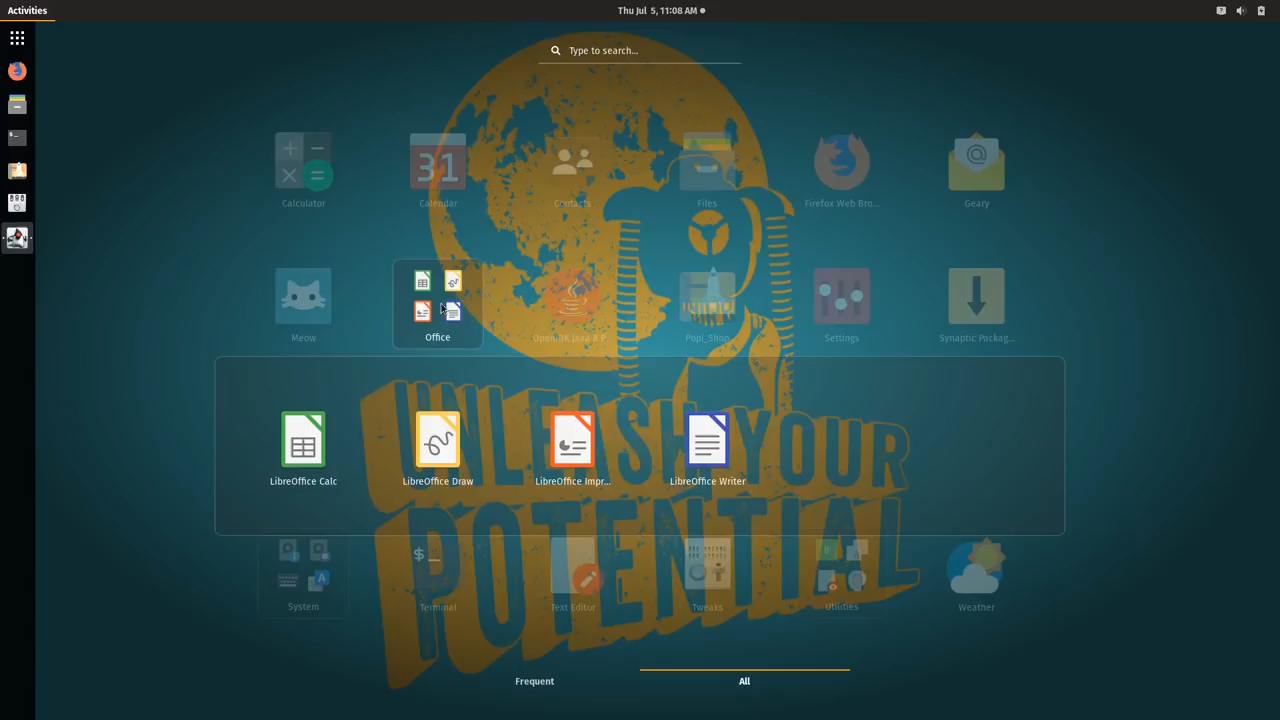 Activities
Thu Jul 5, 11:08 AM
Type to search...
31
Calculator
Calendar
Contacts
Files
Firefox Web Bro...
Geary
Meow
Office
OpenJDK Java 8 P...
Pop!_Shop
Settings
Synaptic Packag...
UNLEASH YOUR
POTENTIAL
LibreOffice Calc
LibreOffice Draw
LibreOffice Impr...
LibreOffice Writer
System
Terminal
Text Editor
Tweaks
Utilities
Weather
Frequent
All